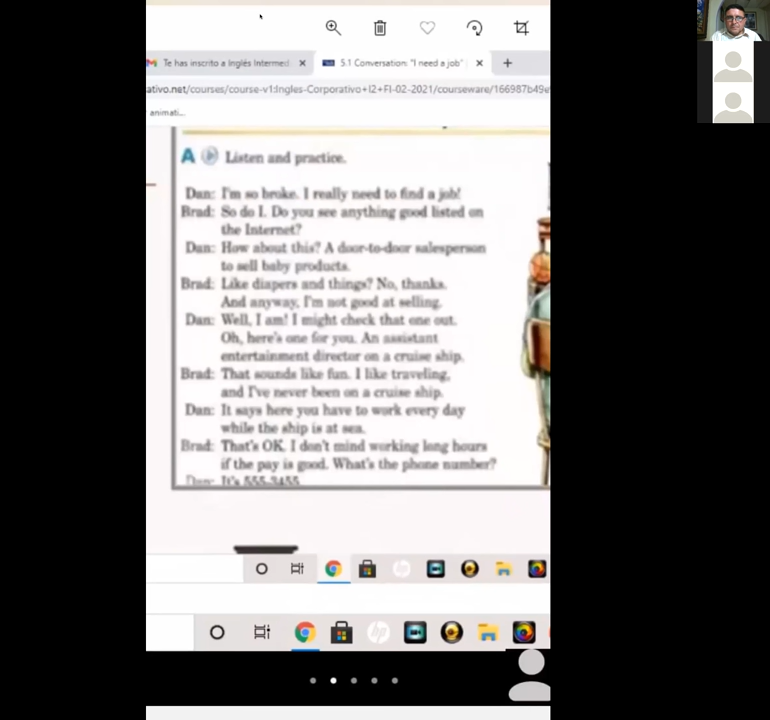 Te has inscrito a Inglés Intermed
5.1 Conversation: "I need a job"
ativo.net/courses/course-v1:Ingles-Corporativo+I2+FI-02-2021/courseware/166987b49e
animati...
A Listen and practice.
Dan: I'm so broke. I really need to find a job!
Brad: So do I. Do you see anything good listed on
the Internet?
Dan: How about this? A door-to-door salesperson
to sell baby products.
Brad: Like diapers and things? No, thanks.
And anyway, I'm not good at selling.
Dan: Well, I am! I might check that one out.
Oh, here's one for you. An assistant
entertainment director on a cruise ship.
Brad: That sounds like fun. I like traveling,
and I've never been on a cruise ship.
Dan: It says here you have to work every day
while the ship is at sea.
Brad: That's OK. I don't mind working long hours
if the pay is good. What's the phone number?
Dan: It's 555-3455